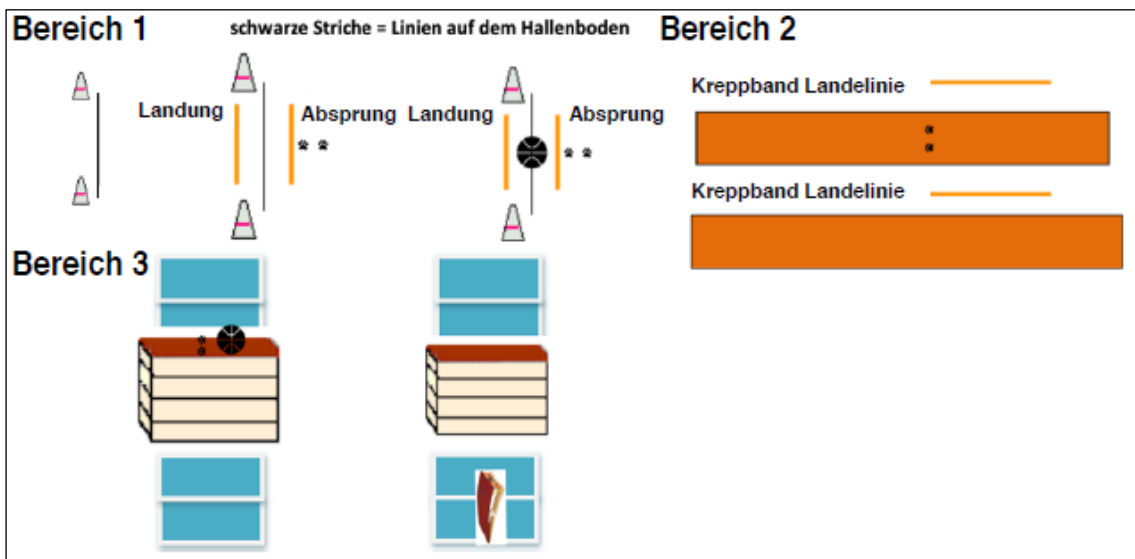 Bereich 1
schwarze Striche = Linien auf dem Hallenboden
Bereich 2
Kreppband Landelinie
Landung
Absprung
Landung
Absprung
Kreppband Landelinie
Bereich 3